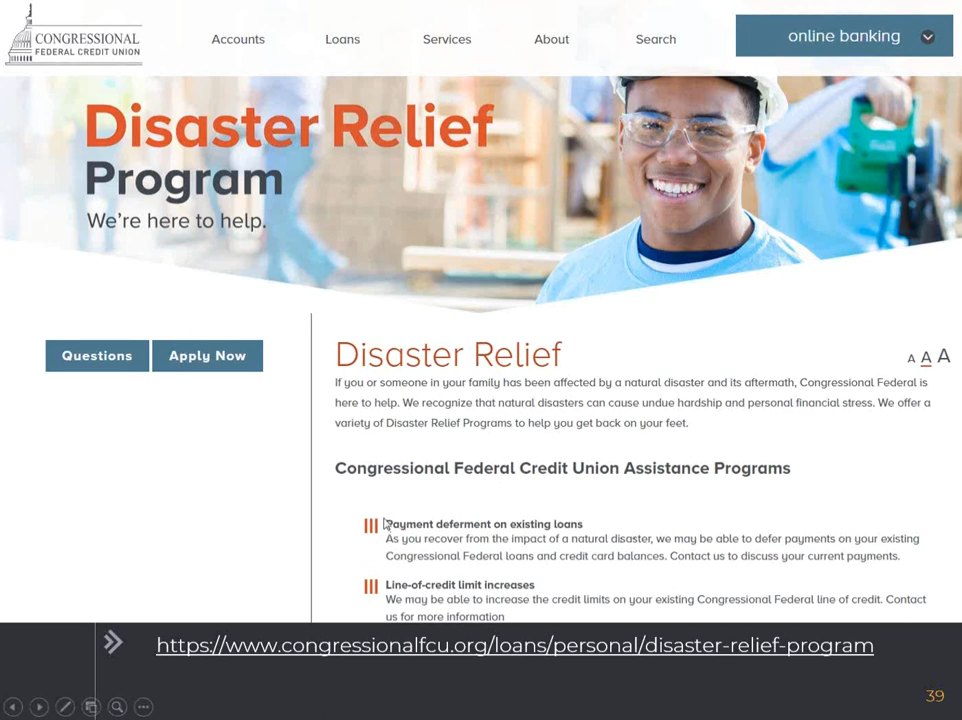 CONGRESSIONAL
FEDERAL CREDIT UNION
Accounts
Loans
Services
About
Search
online banking
Disaster Relief
Program
We're here to help.
Questions
Apply Now
Disaster Relief
A A A
If you or someone in your family has been affected by a natural disaster and its aftermath, Congressional Federal is
here to help. We recognize that natural disasters can cause undue hardship and personal financial stress. We offer a
variety of Disaster Relief Programs to help you get back on your feet.
Congressional Federal Credit Union Assistance Programs
Payment deferment on existing loans
As you recover from the impact of a natural disaster, we may be able to defer payments on your existing
Congressional Federal loans and credit card balances. Contact us to discuss your current payments.
Line-of-credit limit increases
We may be able to increase the credit limits on your existing Congressional Federal line of credit. Contact
us for more information
https://www.congressionalfcu.org/loans/personal/disaster-relief-program
39